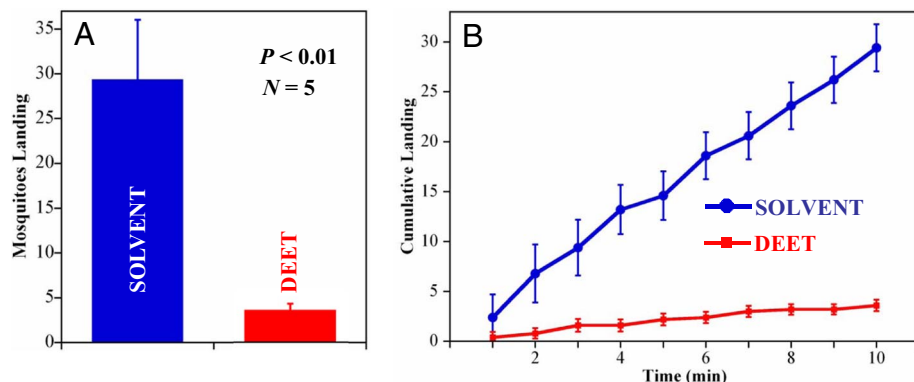 A
P < 0.01
N = 5
Mosquitoes Landing
35
30
25
20
15
10
5
0
SOLVENT
DEET
B
Cumulative Landing
30
25
20
15
10
5
0
SOLVENT
DEET
2
4
6
8
10
Time (min)